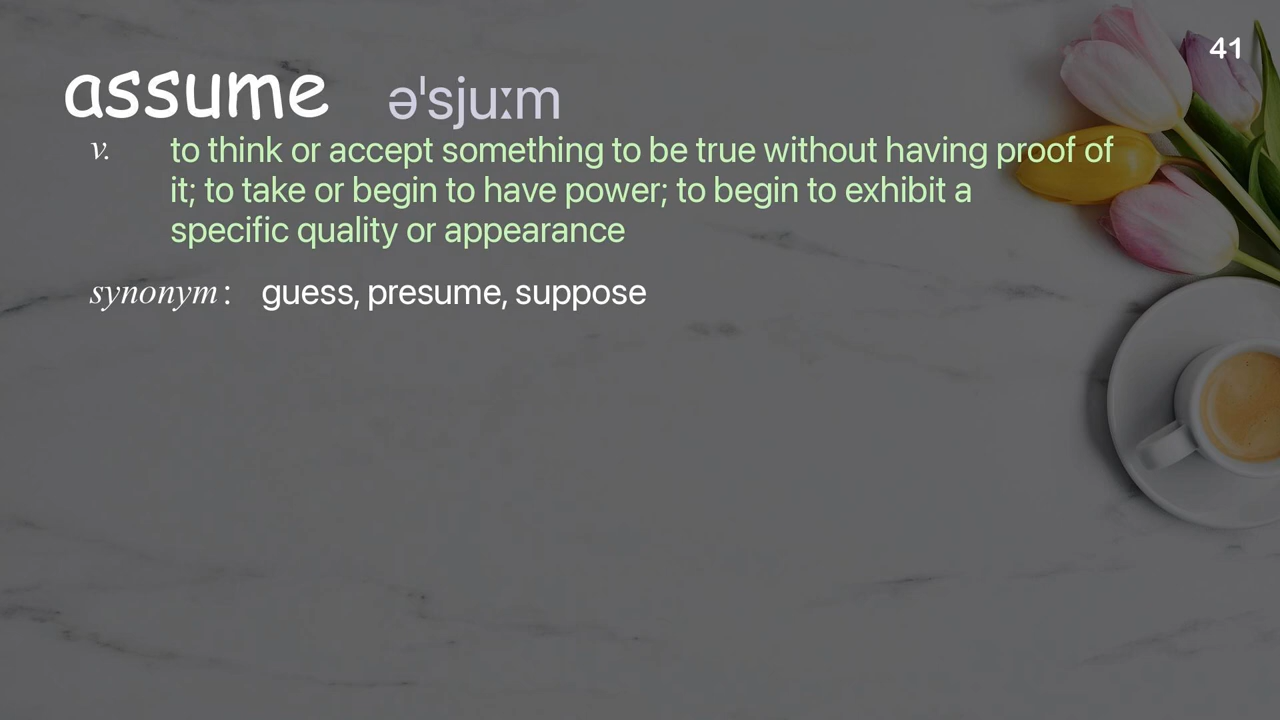 41
assume əˈsjuːm
v. to think or accept something to be true without having proof of
it; to take or begin to have power; to begin to exhibit a
specific quality or appearance
synonym: guess, presume, suppose